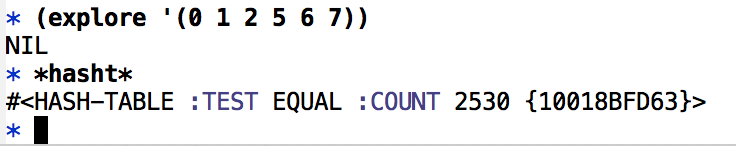 * (explore '(0 1 2 5 6 7))
NIL
* *hasht*
#<HASH-TABLE :TEST EQUAL :COUNT 2530 {10018BFD63}>
*